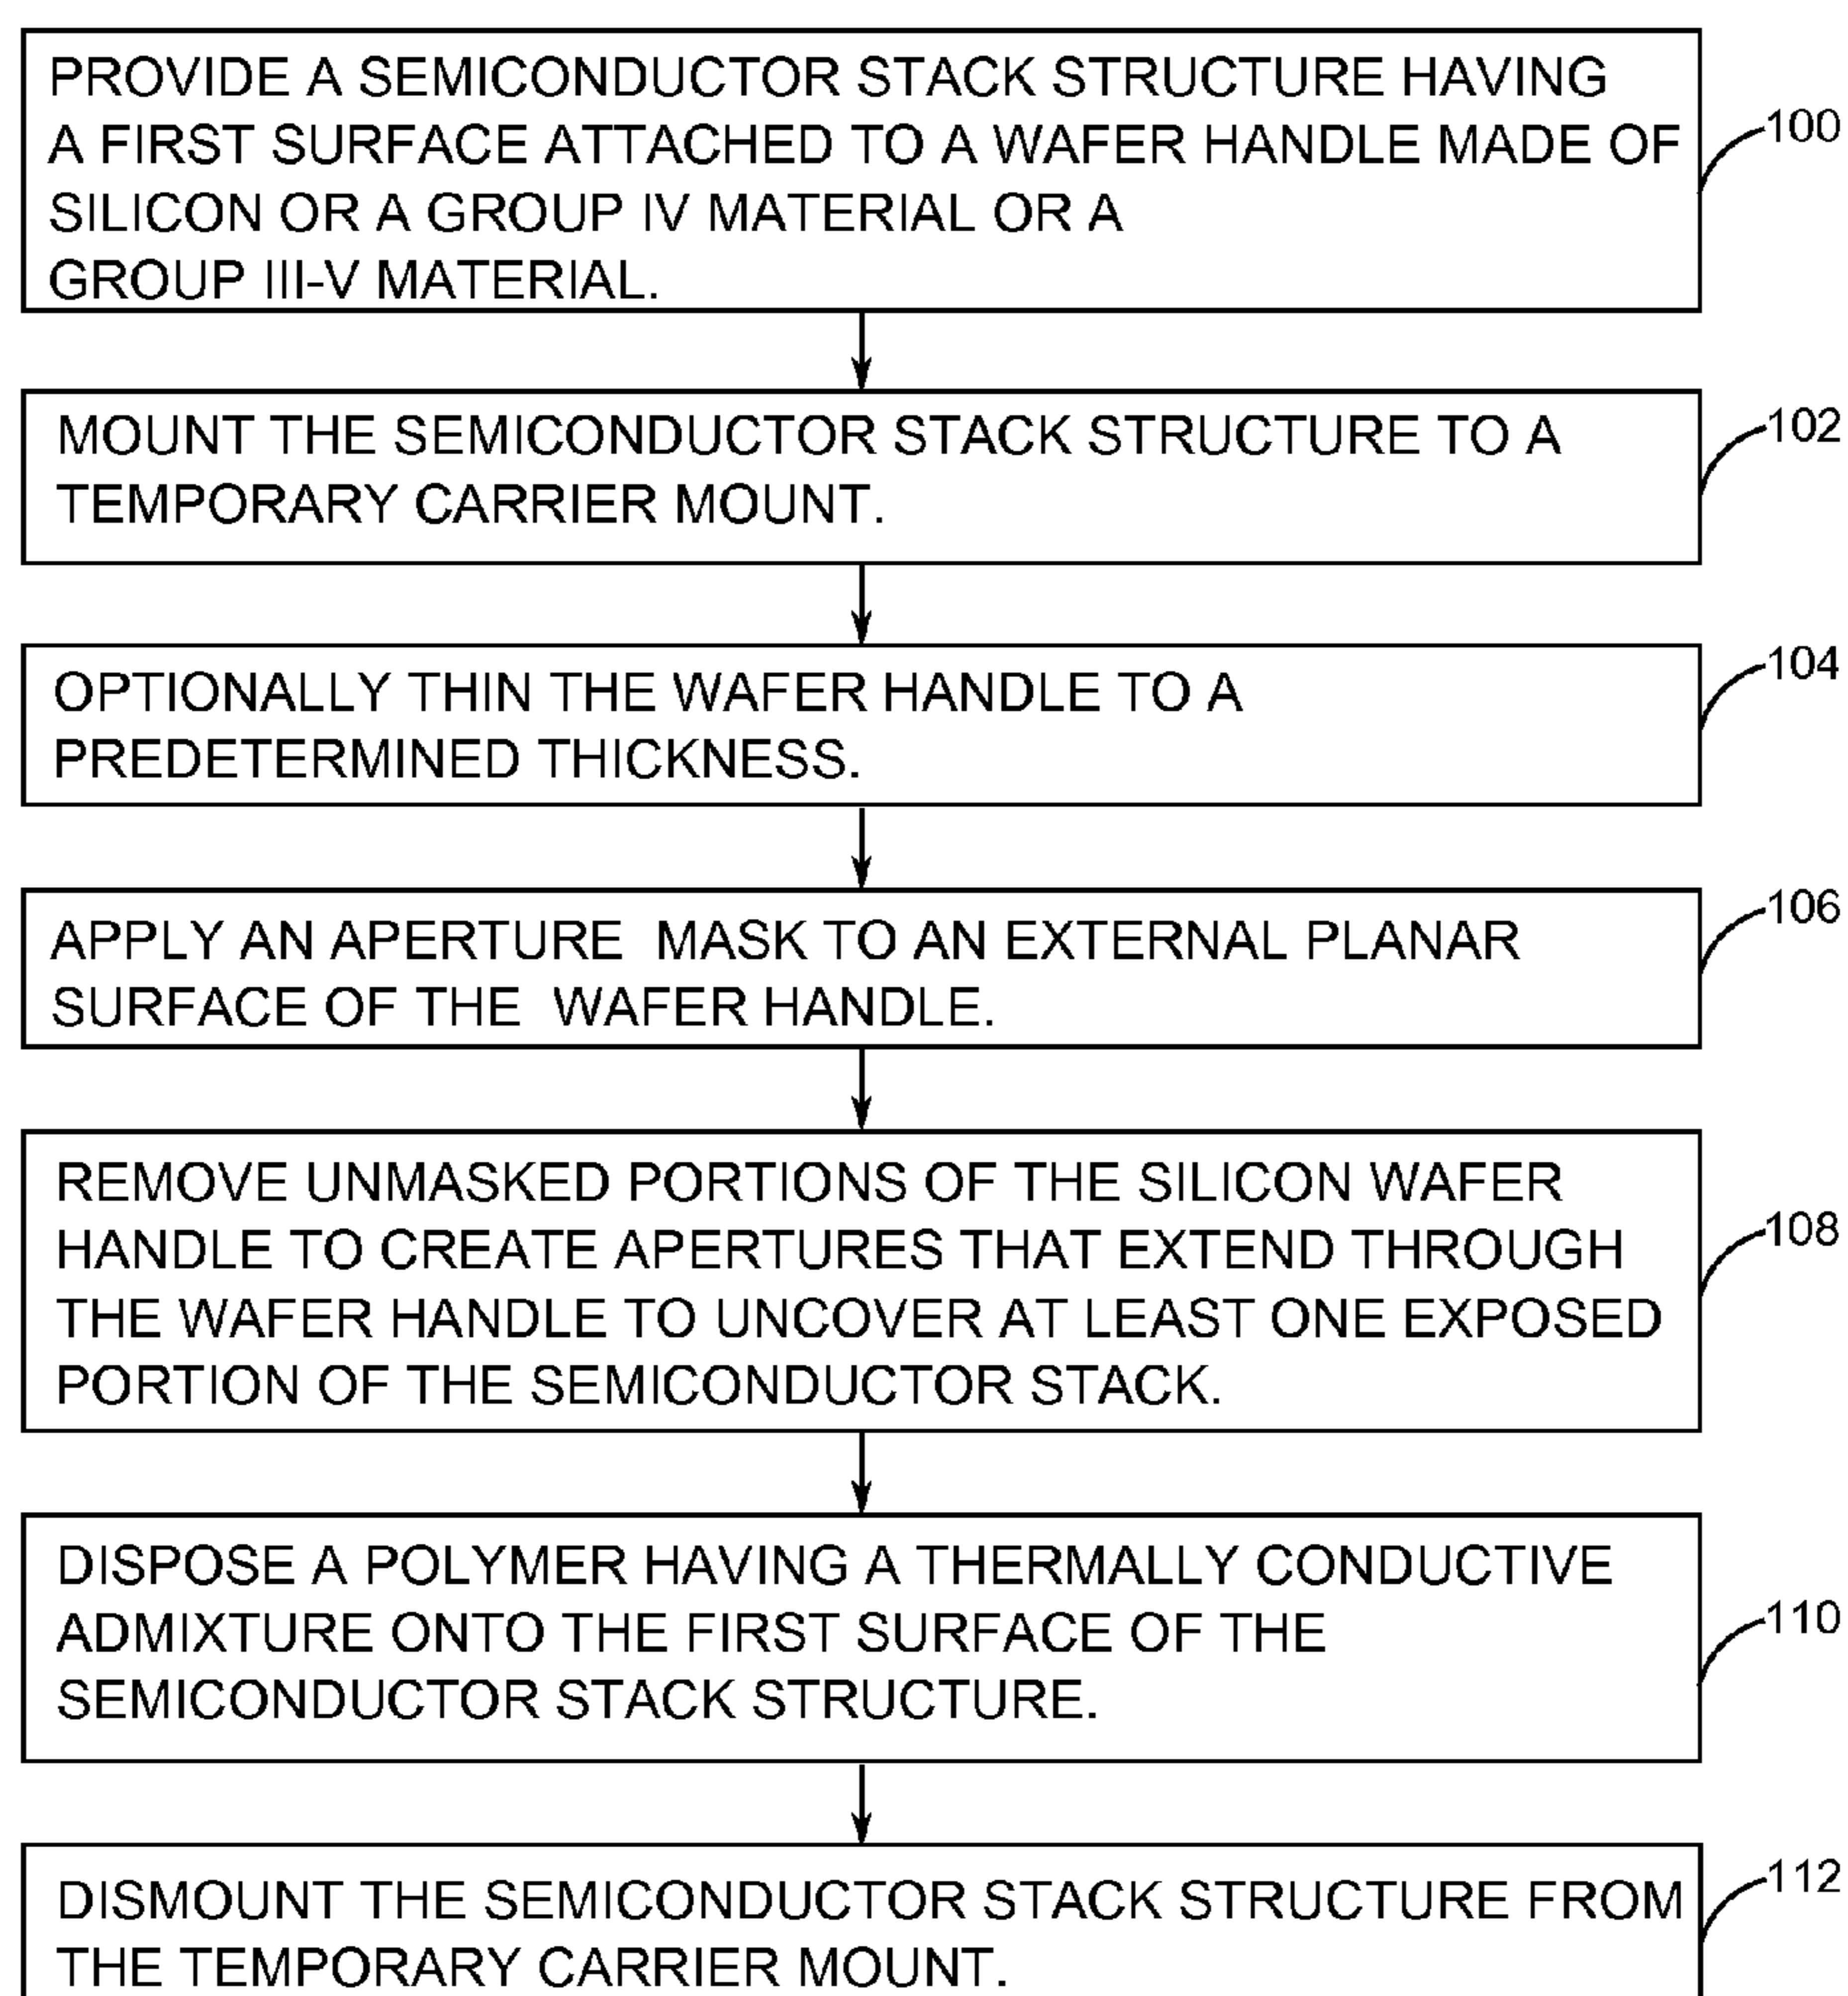 PROVIDE A SEMICONDUCTOR STACK STRUCTURE HAVING
A FIRST SURFACE ATTACHED TO A WAFER HANDLE MADE OF
SILICON OR A GROUP IV MATERIAL OR A
GROUP III-V MATERIAL.
100
MOUNT THE SEMICONDUCTOR STACK STRUCTURE TO A
TEMPORARY CARRIER MOUNT.
102
OPTIONALLY THIN THE WAFER HANDLE TO A
PREDETERMINED THICKNESS.
104
APPLY AN APERTURE MASK TO AN EXTERNAL PLANAR
SURFACE OF THE WAFER HANDLE.
106
REMOVE UNMASKED PORTIONS OF THE SILICON WAFER
HANDLE TO CREATE APERTURES THAT EXTEND THROUGH
THE WAFER HANDLE TO UNCOVER AT LEAST ONE EXPOSED
PORTION OF THE SEMICONDUCTOR STACK.
108
DISPOSE A POLYMER HAVING A THERMALLY CONDUCTIVE
ADMIXTURE ONTO THE FIRST SURFACE OF THE
SEMICONDUCTOR STACK STRUCTURE.
110
DISMOUNT THE SEMICONDUCTOR STACK STRUCTURE FROM
THE TEMPORARY CARRIER MOUNT.
112